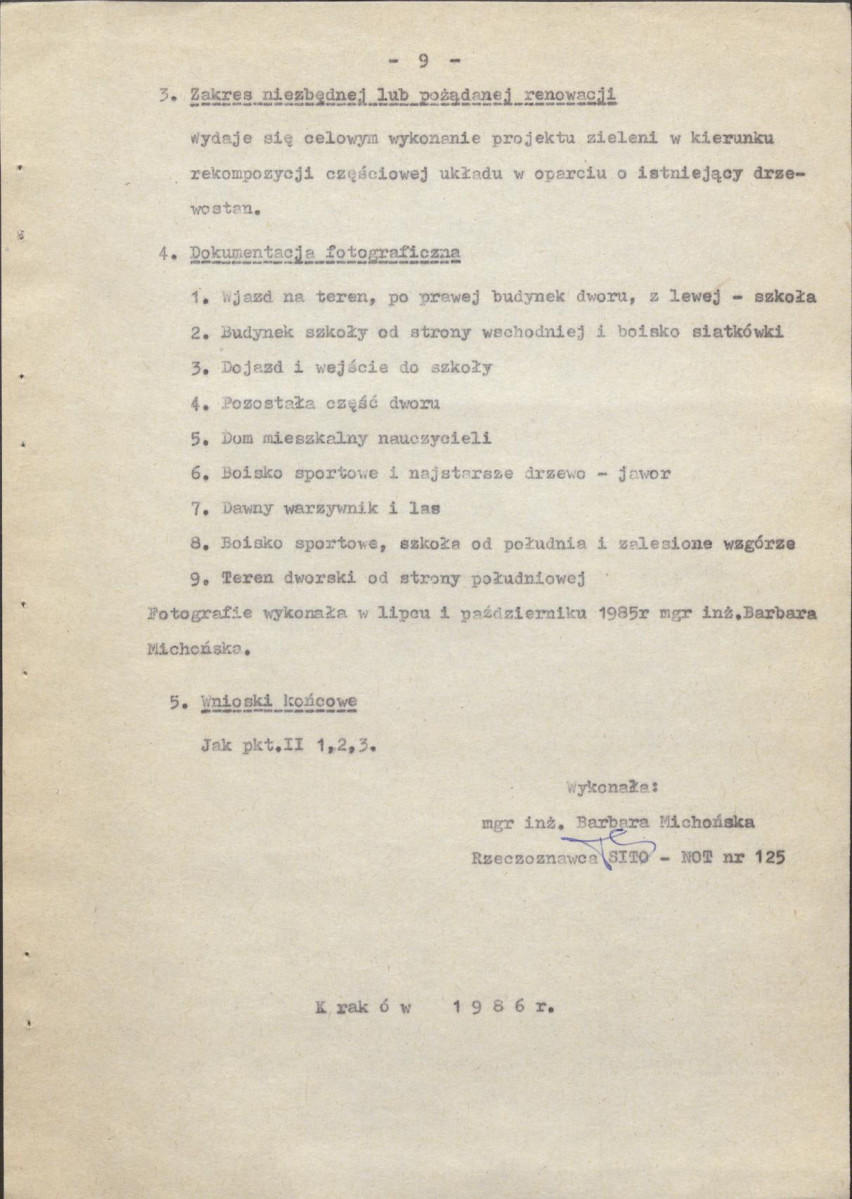 - 9 -
3. Zakres niezbędnej lub pożądanej renowacji
Wydaje się celowym wykonanie projektu zieleni w kierunku
rekompozycji częściowej układu w oparciu o istniejący drze-
wostan.
4. Dokumentacja fotograficzna
1. Wjazd na teren, po prawej budynek dworu, z lewej - szkoła
2. Budynek szkoły od strony wschodniej i boisko siatkówki
3. Dojazd i wejście do szkoły
4. Pozostała część dworu
5. Dom mieszkalny nauczycieli
6. Boisko sportowe i najstarsze drzewo - jawor
7. Dawny warzywnik i las
8. Boisko sportowe, szkoła od południa i zalesione wzgórze
9. Teren dworski od strony południowej
Fotografie wykonała w lipcu i październiku 1985r mgr inż.Barbara
Michońska.
5. Wnioski końcowe
Jak pkt.II 1,2,3.
Wykonała:
mgr inż. Barbara Michońska
Rzeczoznawca SITO - NOT nr 125
Kraków 1986r.